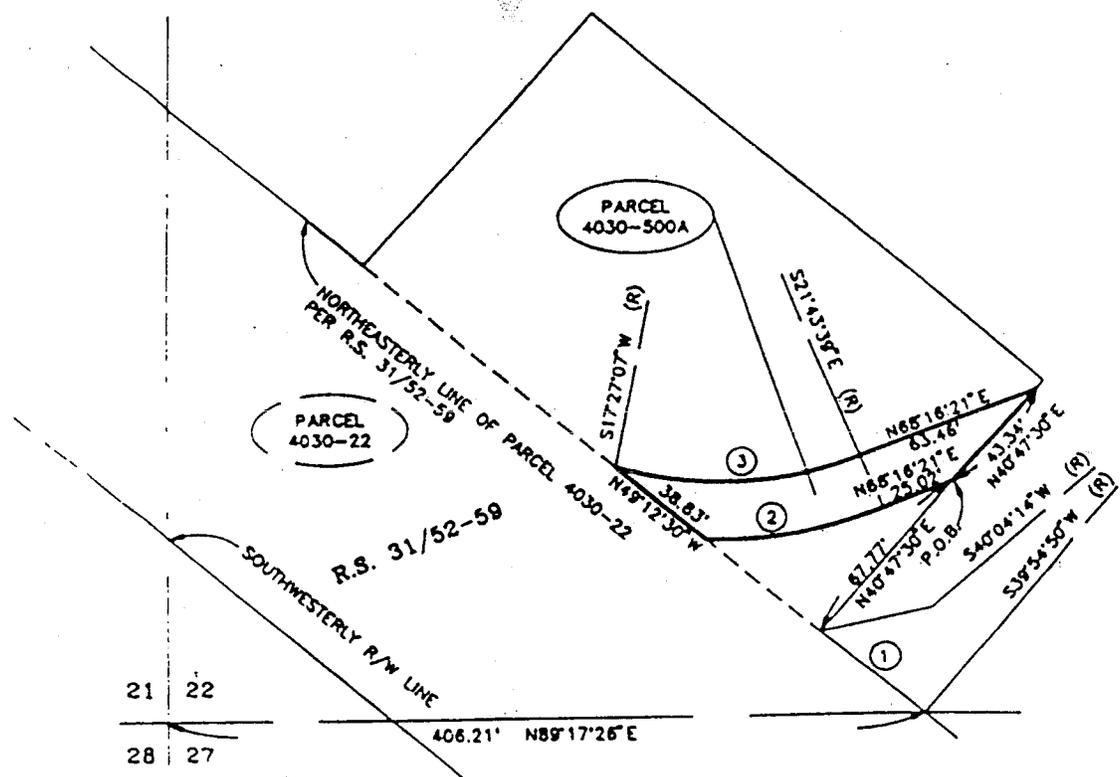 PARCEL
4030-500A
S21°43'39"E (R)
S17°27'07"W (R)
NORTHEASTERLY LINE OF PARCEL 4030-22
PER R.S. 31/52-59
N68°16'21"E
63.46'
PARCEL
4030-22
3
43.34'
N40°47'30"E
N68°16'21"E
25.02'
38.83'
N49°12'30"W
2
R.S. 31/52-59
67.77'
N40°47'30"E
P.O.B.
S40°04'14"W (R)
S39°54'50"W (R)
SOUTHWESTERLY R/W LINE
1
21 22
28 27
406.21' N89°17'26"E